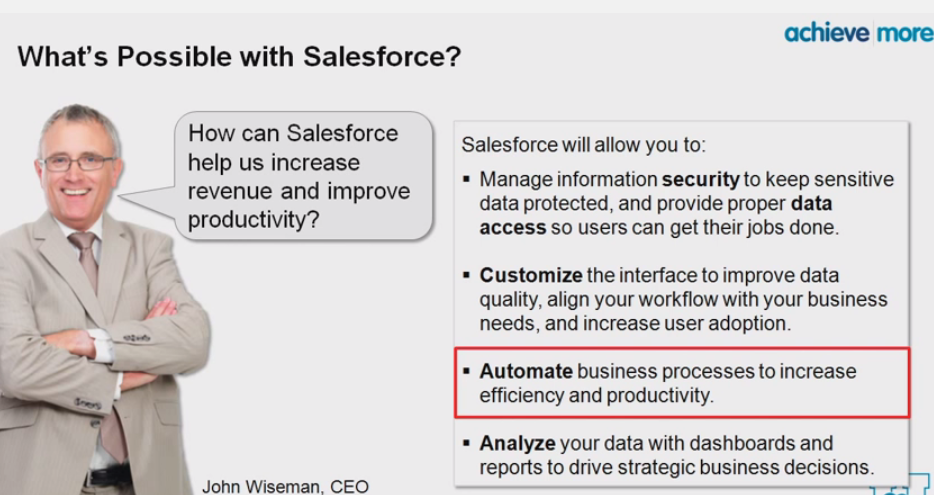 achieve more
What's Possible with Salesforce?
How can Salesforce
help us increase
revenue and improve
productivity?
Salesforce will allow you to:
▪ Manage information security to keep sensitive
data protected, and provide proper data
access so users can get their jobs done.
▪ Customize the interface to improve data
quality, align your workflow with your business
needs, and increase user adoption.
▪ Automate business processes to increase
efficiency and productivity.
▪ Analyze your data with dashboards and
reports to drive strategic business decisions.
John Wiseman, CEO